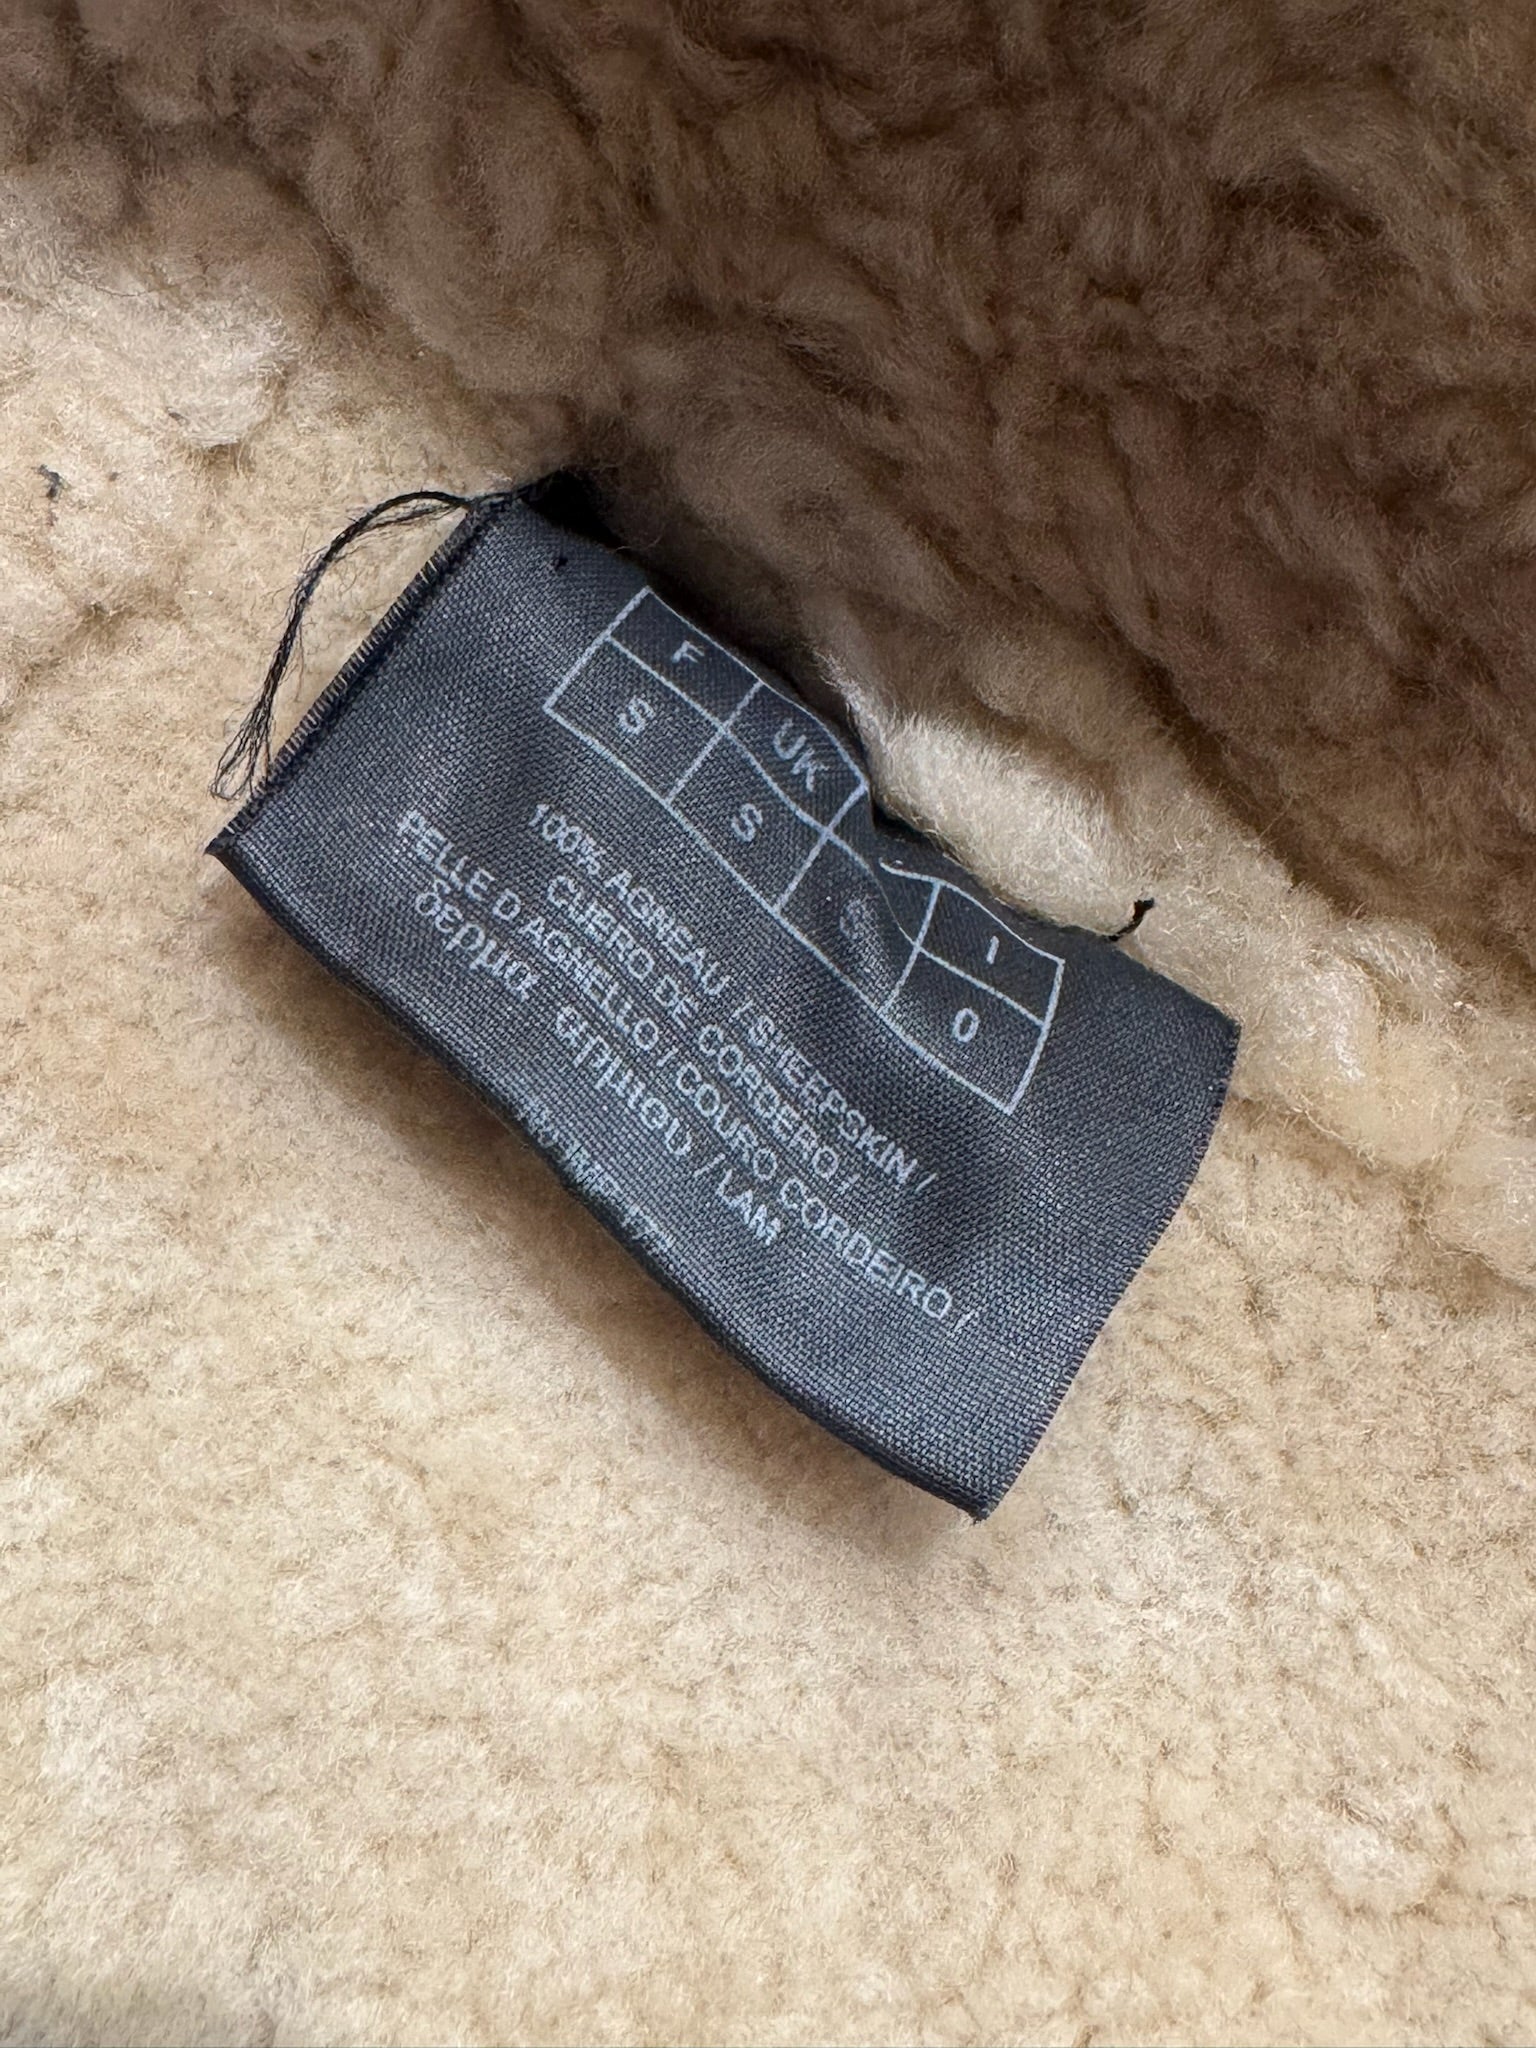 F UK I
S S S 0
100% AGNEAU / SHEEPSKIN /
CUERO DE CORDERO /
PELLE D AGNELLO / COURO CORDEIRO /
δέρμα αρνιού / LAM